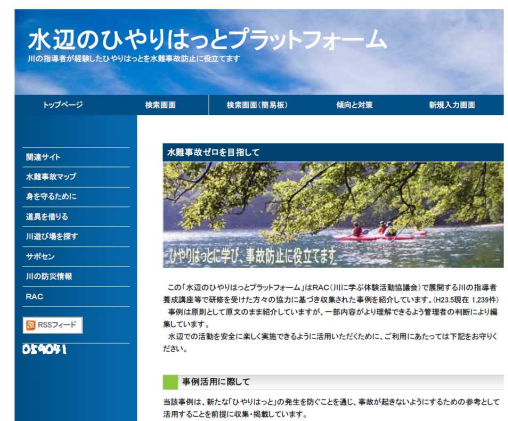 水辺のひやりはっとプラットフォーム
川の指導者が経験したひやりはっとを水難事故防止に役立てます
トップページ 検索画面 検索画面(簡易板) 傾向と対策 新規入力画面
関連サイト
水難事故マップ
身を守るために
道具を借りる
川遊び場を探す
サポセン
川の防災情報
RAC
RSSフィード
059091
水難事故ゼロを目指して
ひやりはっとに学び、事故防止に役立てます
この「水辺のひやりはっとプラットフォーム」はRAC(川に学ぶ体験活動協議会)で展開する川の指導者
養成講座等で研修を受けた方々の協力に基づき収集された事例を紹介しています。(H23.5現在 1,239件)
事例は原則として原文のまま紹介していますが、一部内容がより理解できるよう管理者の判断により編
集しています。
水辺での活動を安全に楽しく実施できるように活用いただくために、ご利用にあたっては下記をお守りく
ださい。
事例活用に際して
当該事例は、新たな「ひやりはっと」の発生を防ぐことを通じ、事故が起きないようにするための参考として
活用することを前提に収集・掲載しています。